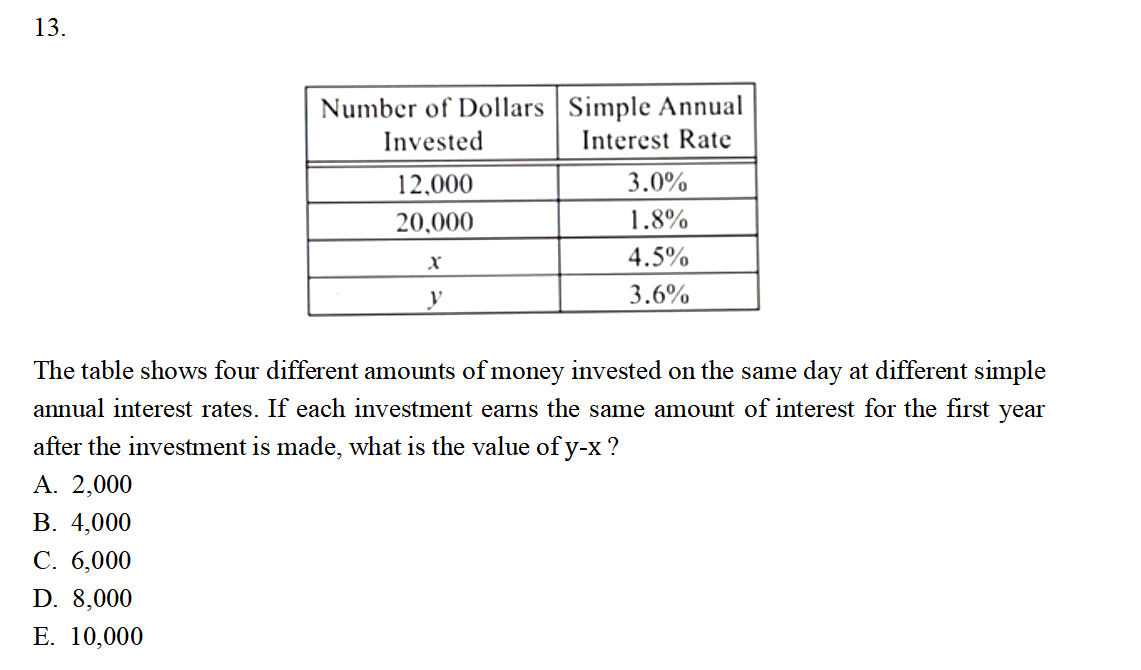 13.
Number of Dollars Invested Simple Annual Interest Rate
12,000 3.0%
20,000 1.8%
x 4.5%
y 3.6%
The table shows four different amounts of money invested on the same day at different simple
annual interest rates. If each investment earns the same amount of interest for the first year
after the investment is made, what is the value of y-x ?
A. 2,000
B. 4,000
C. 6,000
D. 8,000
E. 10,000